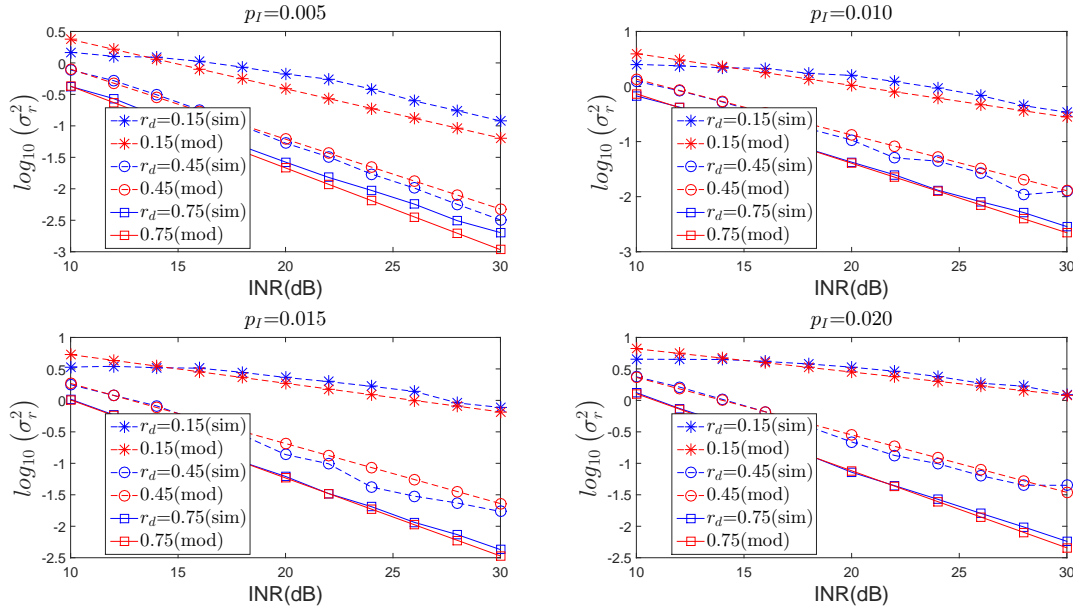 p_I=0.005
0.5
0
-0.5
-1
-1.5
-2
-2.5
-3
log_10 (σ_r^2)
r_d=0.15(sim)
0.15(mod)
r_d=0.45(sim)
0.45(mod)
r_d=0.75(sim)
0.75(mod)
10 15 20 25 30
INR(dB)
p_I=0.010
1
0
-1
-2
-3
log_10 (σ_r^2)
r_d=0.15(sim)
0.15(mod)
r_d=0.45(sim)
0.45(mod)
r_d=0.75(sim)
0.75(mod)
10 15 20 25 30
INR(dB)
p_I=0.015
1
0.5
0
-0.5
-1
-1.5
-2
-2.5
log_10 (σ_r^2)
r_d=0.15(sim)
0.15(mod)
r_d=0.45(sim)
0.45(mod)
r_d=0.75(sim)
0.75(mod)
10 15 20 25 30
INR(dB)
p_I=0.020
1
0.5
0
-0.5
-1
-1.5
-2
-2.5
log_10 (σ_r^2)
r_d=0.15(sim)
0.15(mod)
r_d=0.45(sim)
0.45(mod)
r_d=0.75(sim)
0.75(mod)
10 15 20 25 30
INR(dB)